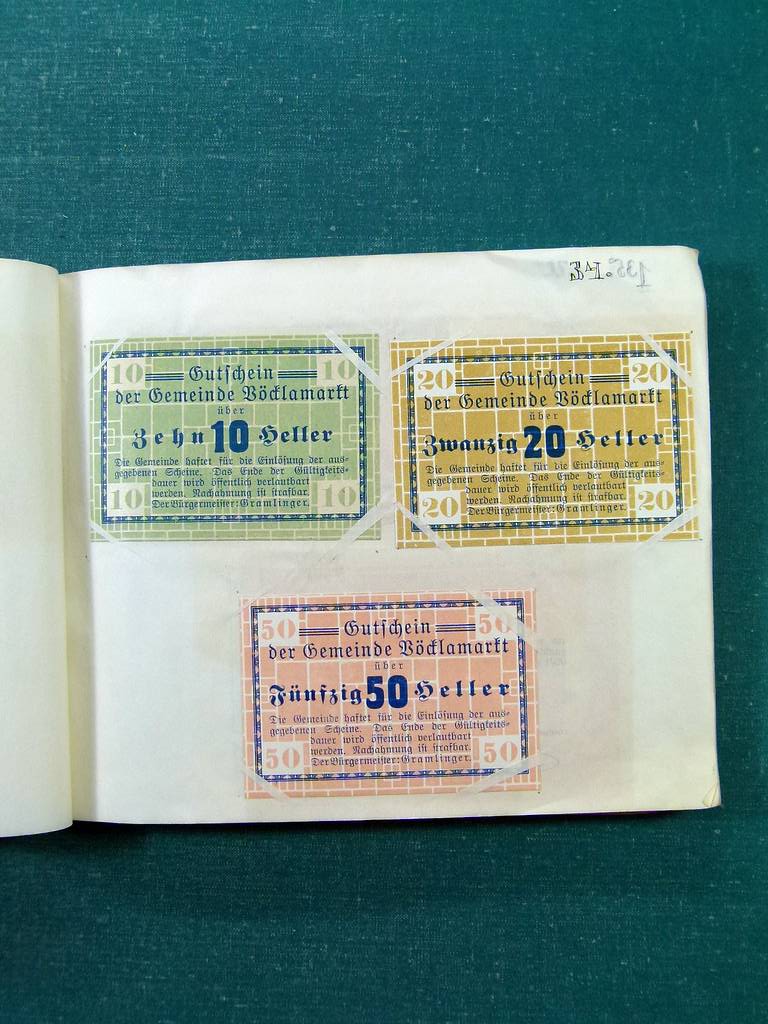 34.
10 Gutschein 10
der Gemeinde Vöcklamarkt
über
Zehn 10 Heller
Die Gemeinde haftet für die Einlösung der aus-
gegebenen Scheine. Das Ende der Gültigkeits-
dauer wird öffentlich verlautbart
werden. Nachahmung ist strafbar.
10 Der Bürgermeister: Gramlinger. 10
20 Gutschein 20
der Gemeinde Vöcklamarkt
über
Zwanzig 20 Heller
Die Gemeinde haftet für die Einlösung der aus-
gegebenen Scheine. Das Ende der Gültigkeits-
dauer wird öffentlich verlautbart
werden. Nachahmung ist strafbar.
20 Der Bürgermeister: Gramlinger. 20
50 Gutschein 50
der Gemeinde Vöcklamarkt
über
Fünfzig 50 Heller
Die Gemeinde haftet für die Einlösung der aus-
gegebenen Scheine. Das Ende der Gültigkeits-
dauer wird öffentlich verlautbart
werden. Nachahmung ist strafbar.
50 Der Bürgermeister: Gramlinger. 50